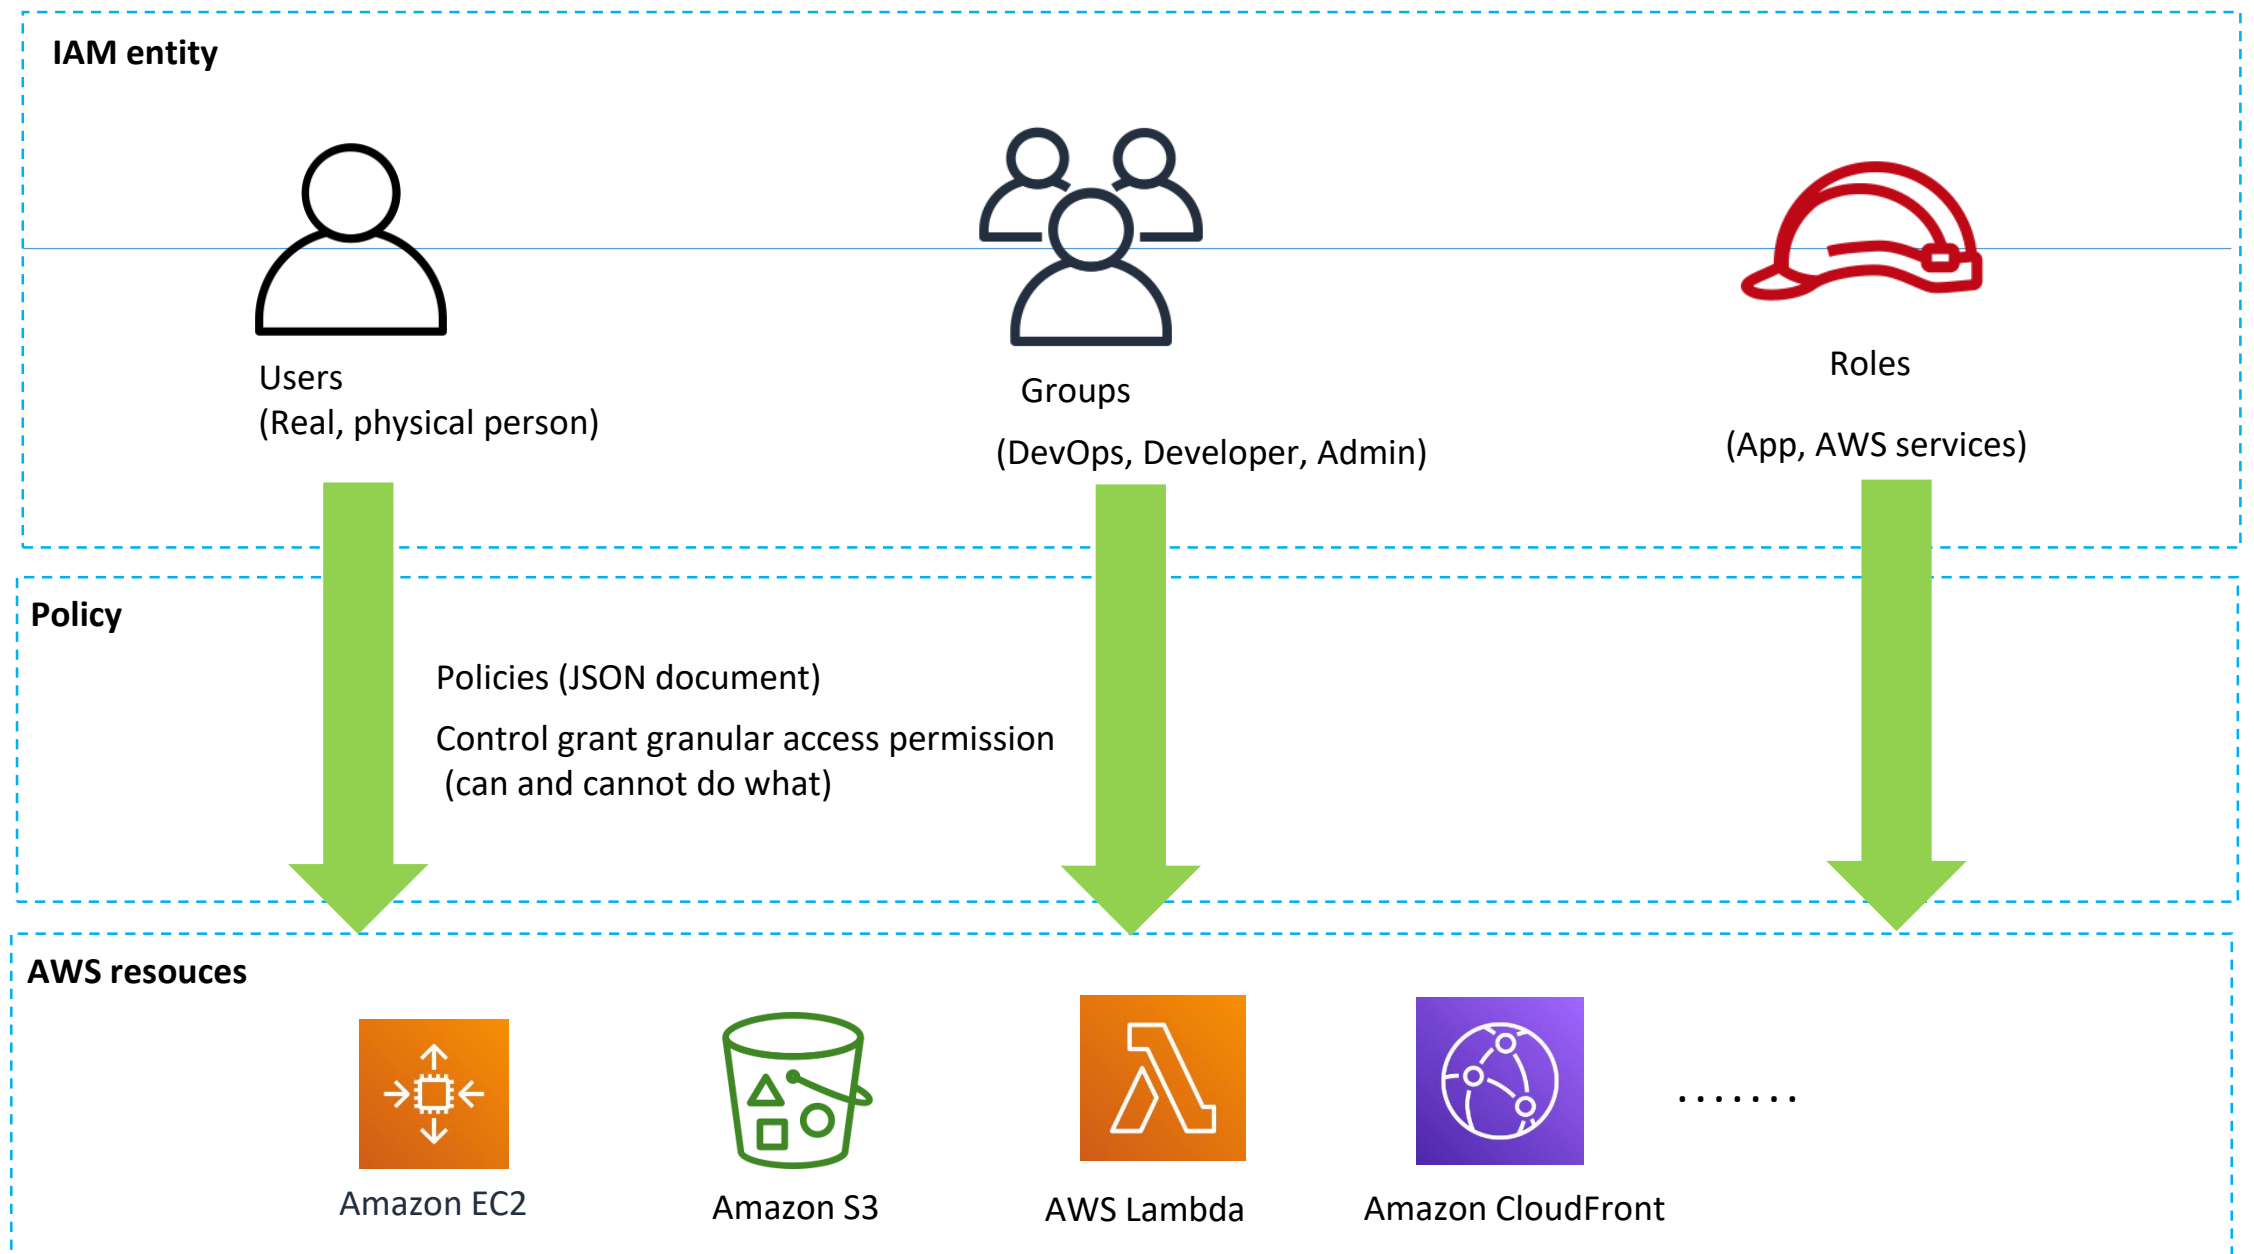 IAM entity
Users
(Real, physical person)
Groups
(DevOps, Developer, Admin)
Roles
(App, AWS services)
Policy
Policies (JSON document)
Control grant granular access permission
(can and cannot do what)
AWS resouces
Amazon EC2
Amazon S3
AWS Lambda
Amazon CloudFront
.......